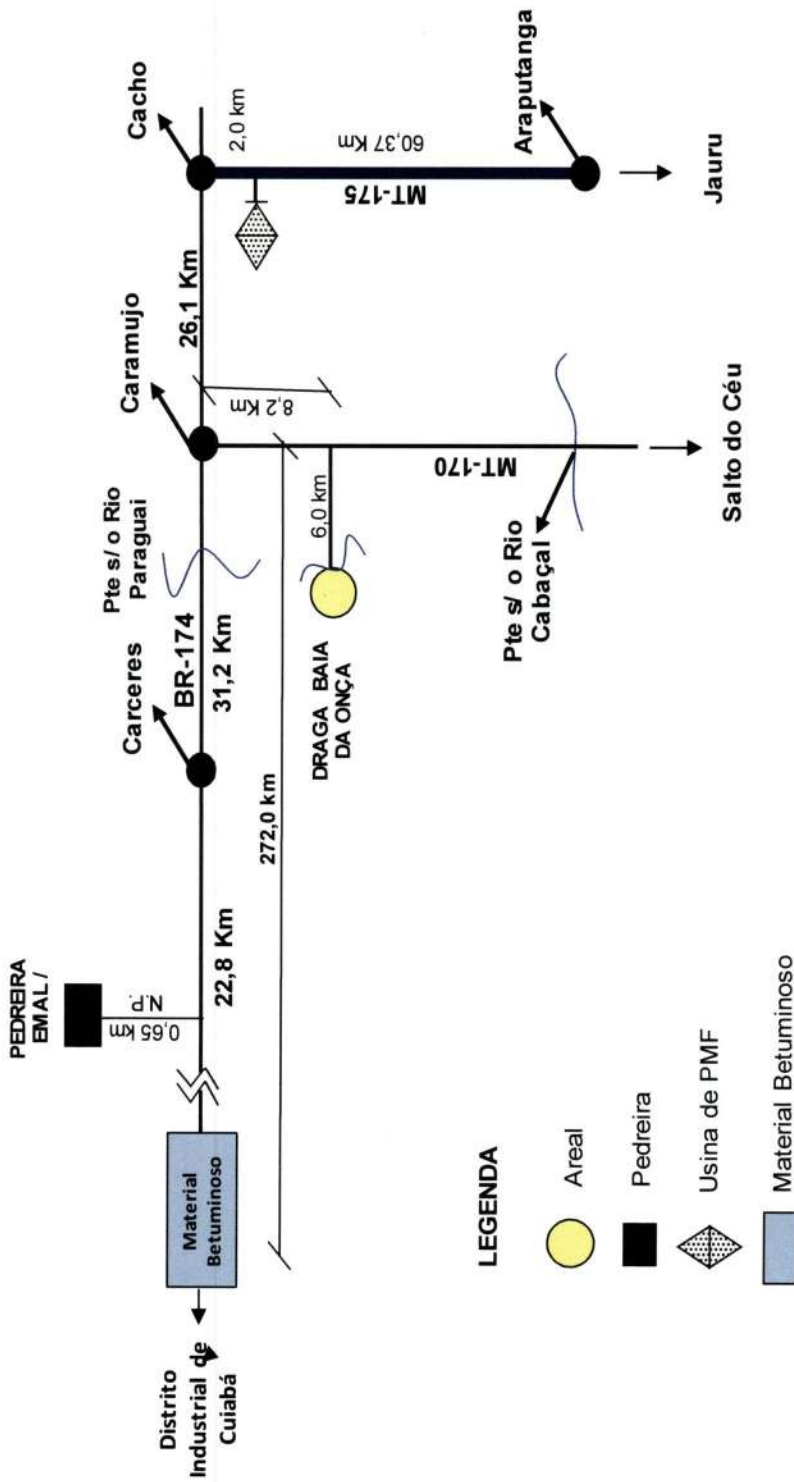 Distrito
Industrial de
Cuiabá
Material
Betuminoso
PEDREIRA
EMAL /
0,65 km
N.P.
22,8 Km
Carceres
BR-174
31,2 Km
Pte s/ o Rio
Paraguai
Caramujo
26,1 Km
Cacho
2,0 km
60,37 Km
MT-175
Araputanga
Jauru
272,0 km
8,2 Km
6,0 km
DRAGA BAIA
DA ONÇA
MT-170
Pte s/ o Rio
Cabaçal
Salto do Céu
LEGENDA
Areal
Pedreira
Usina de PMF
Material Betuminoso